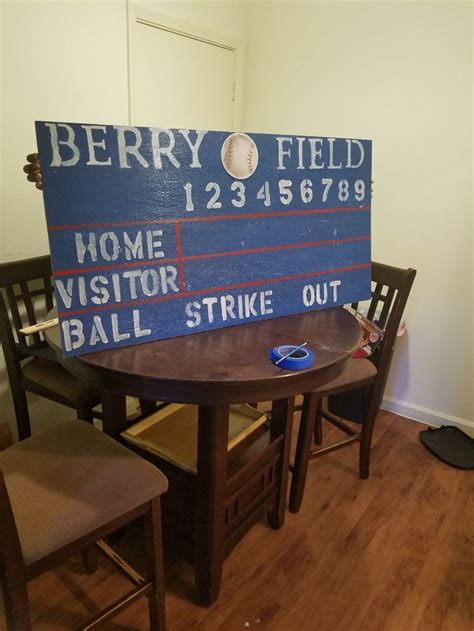 BERRY FIELD
123456789
HOME
VISITOR
BALL STRIKE OUT